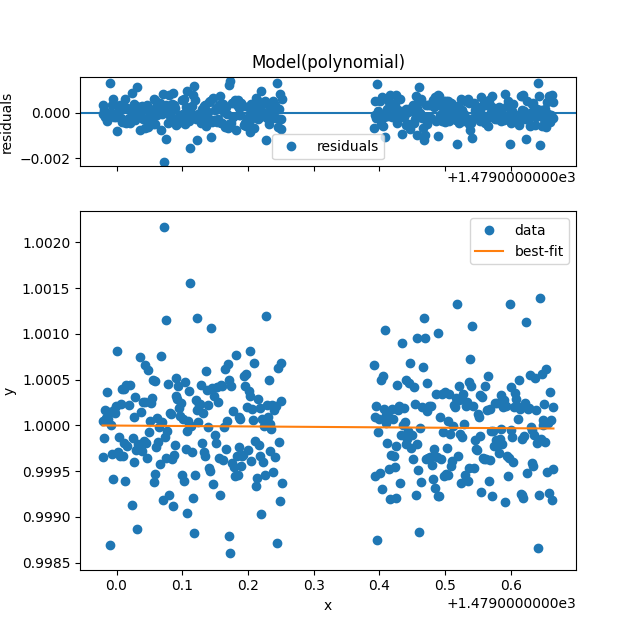 Model(polynomial)
residuals
0.000
−0.002
residuals
+1.4790000000e3
y
1.0020
1.0015
1.0010
1.0005
1.0000
0.9995
0.9990
0.9985
data
best-fit
0.0 0.1 0.2 0.3 0.4 0.5 0.6
x
+1.4790000000e3